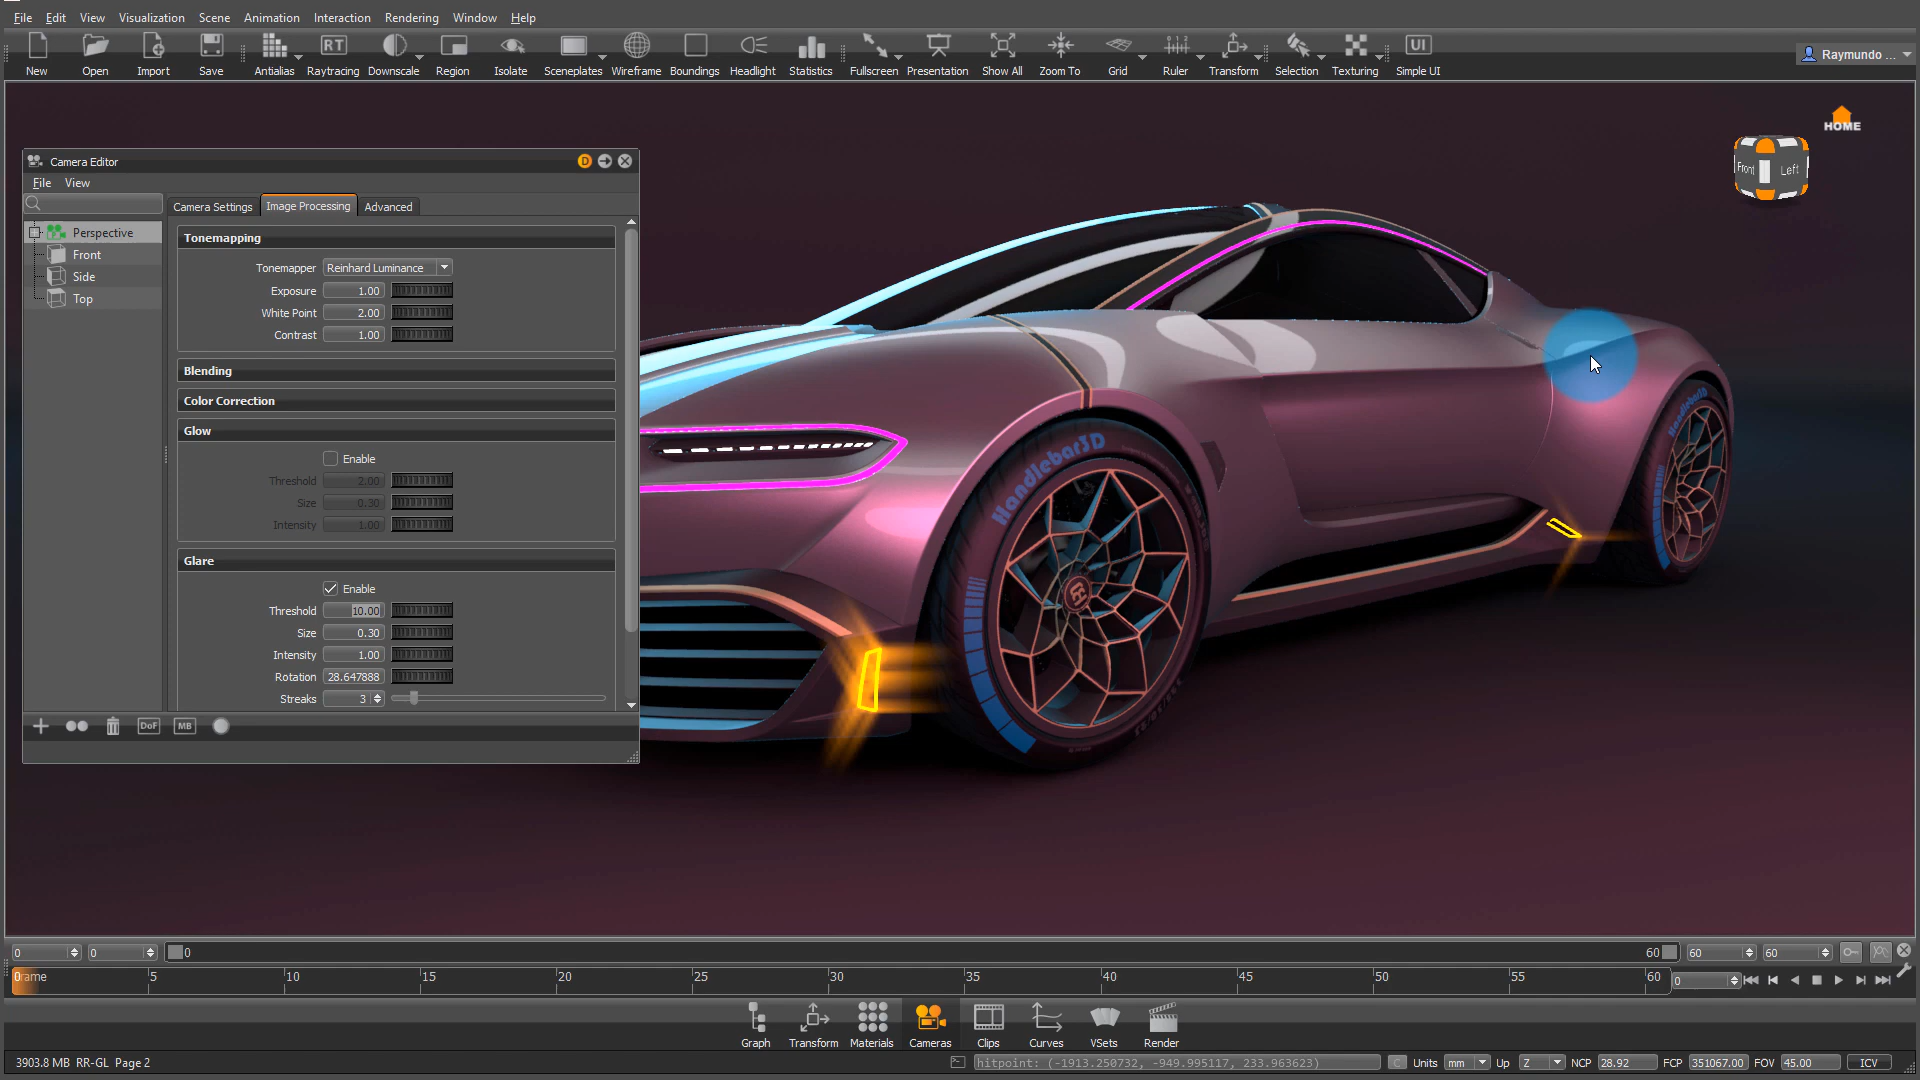 File Edit View Visualization Scene Animation Interaction Rendering Window Help
New Open Import Save Antialias Raytracing Downscale Region Isolate Sceneplates Wireframe Boundings Headlight Statistics Fullscreen Presentation Show All Zoom To Grid Ruler Transform Selection Texturing Simple UI
RT
UI
Raymundo ...
HOME
Front Left
Camera Editor
D
File View
Camera Settings Image Processing Advanced
Perspective
Front
Side
Top
Tonemapping
Tonemapper Reinhard Luminance
Exposure 1.00
White Point 2.00
Contrast 1.00
Blending
Color Correction
Glow
Enable
Threshold 2.00
Size 0.30
Intensity 1.00
Glare
Enable
Threshold 10.00
Size 0.30
Intensity 1.00
Rotation 28.647888
Streaks 3
DoF MB
Handlebar3D
Handlebar3D
0 0 0 60 60 60
0rame 5 10 15 20 25 30 35 40 45 50 55 60 0
Graph Transform Materials Cameras Clips Curves VSets Render
3903.8 MB RR-GL Page 2 hitpoint: (-1913.250732, -949.995117, 233.963623) C Units mm Up Z NCP 28.92 FCP 351067.00 FOV 45.00 ICV